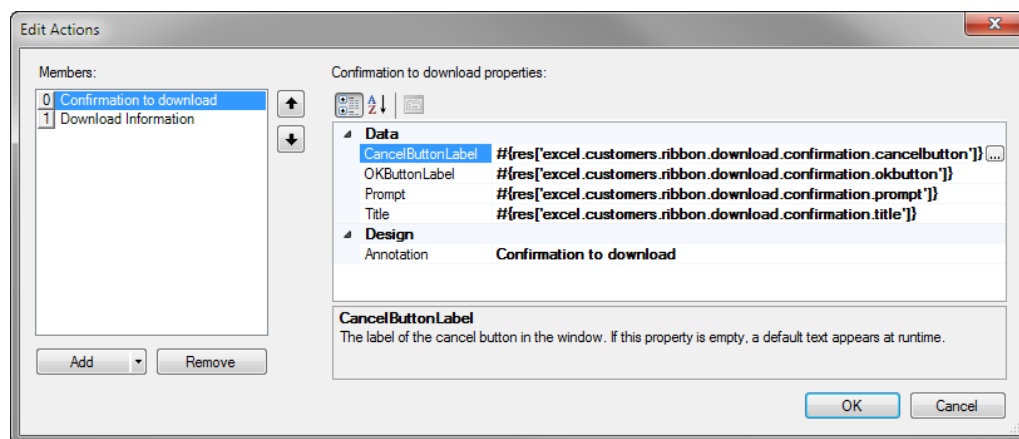 Edit Actions
Members:
0 Confirmation to download
1 Download Information
Add
Remove
Confirmation to download properties:
Data
CancelButtonLabel #{res['excel.customers.ribbon.download.confirmation.cancelbutton']} ...
OKButtonLabel #{res['excel.customers.ribbon.download.confirmation.okbutton']}
Prompt #{res['excel.customers.ribbon.download.confirmation.prompt']}
Title #{res['excel.customers.ribbon.download.confirmation.title']}
Design
Annotation Confirmation to download
CancelButtonLabel
The label of the cancel button in the window. If this property is empty, a default text appears at runtime.
OK
Cancel